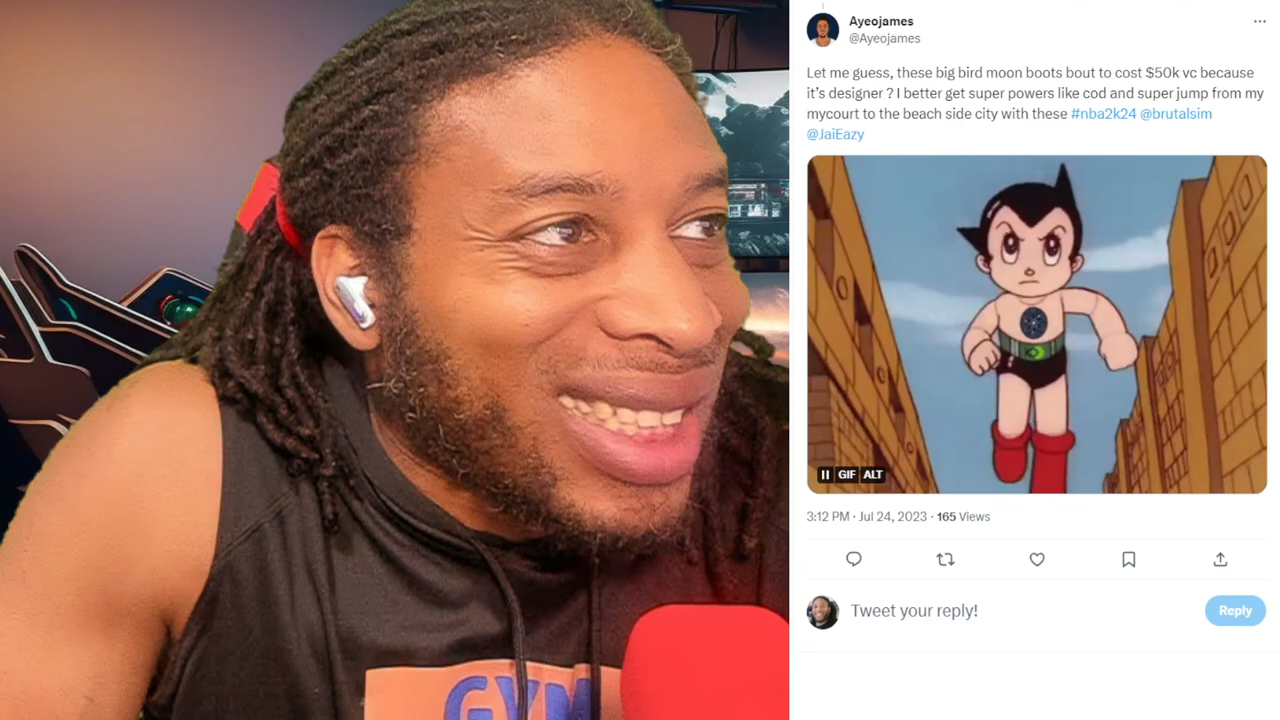 Ayeojames
@Ayeojames
Let me guess, these big bird moon boots bout to cost $50k vc because
it's designer ? I better get super powers like cod and super jump from my
mycourt to the beach side city with these #nba2k24 @brutalsim
@JaiEazy
GIF ALT
3:12 PM · Jul 24, 2023 · 165 Views
Tweet your reply!
Reply
GYM